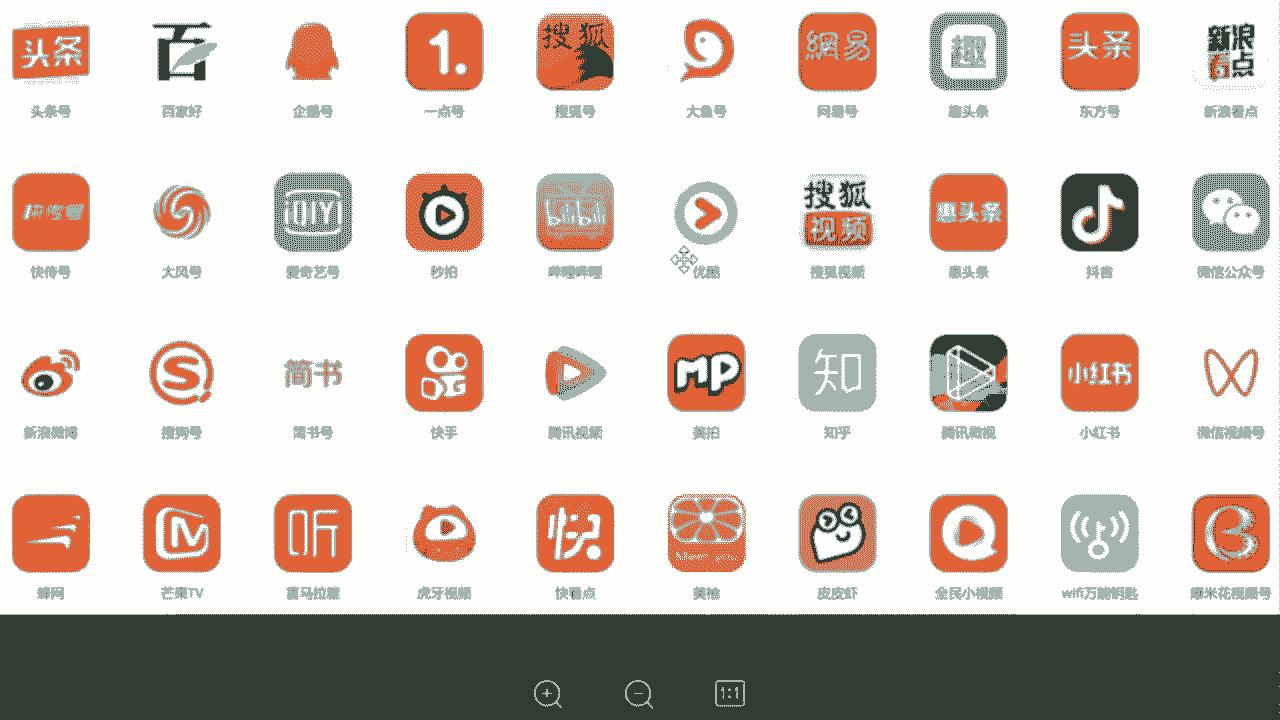 头条
百
1.
搜狐
網易
趣
头条
新浪
看点
头条号
百家好
企鹅号
一点号
搜狐号
大鱼号
网易号
趣头条
东方号
新浪看点
快传号
QIY
bilibili
搜狐
视频
惠头条
快传号
大风号
爱奇艺号
秒拍
哔哩哔哩
优酷
搜狐视频
惠头条
抖音
微信公众号
S
简书
MP
知
小红书
新浪微博
搜狗号
简书号
快手
腾讯视频
美拍
知乎
腾讯微视
小红书
微信视频号
听
快
蜂网
芒果TV
喜马拉雅
虎牙视频
快看点
美柚
皮皮虾
全民小视频
wifi万能钥匙
爆米花视频号
1:1